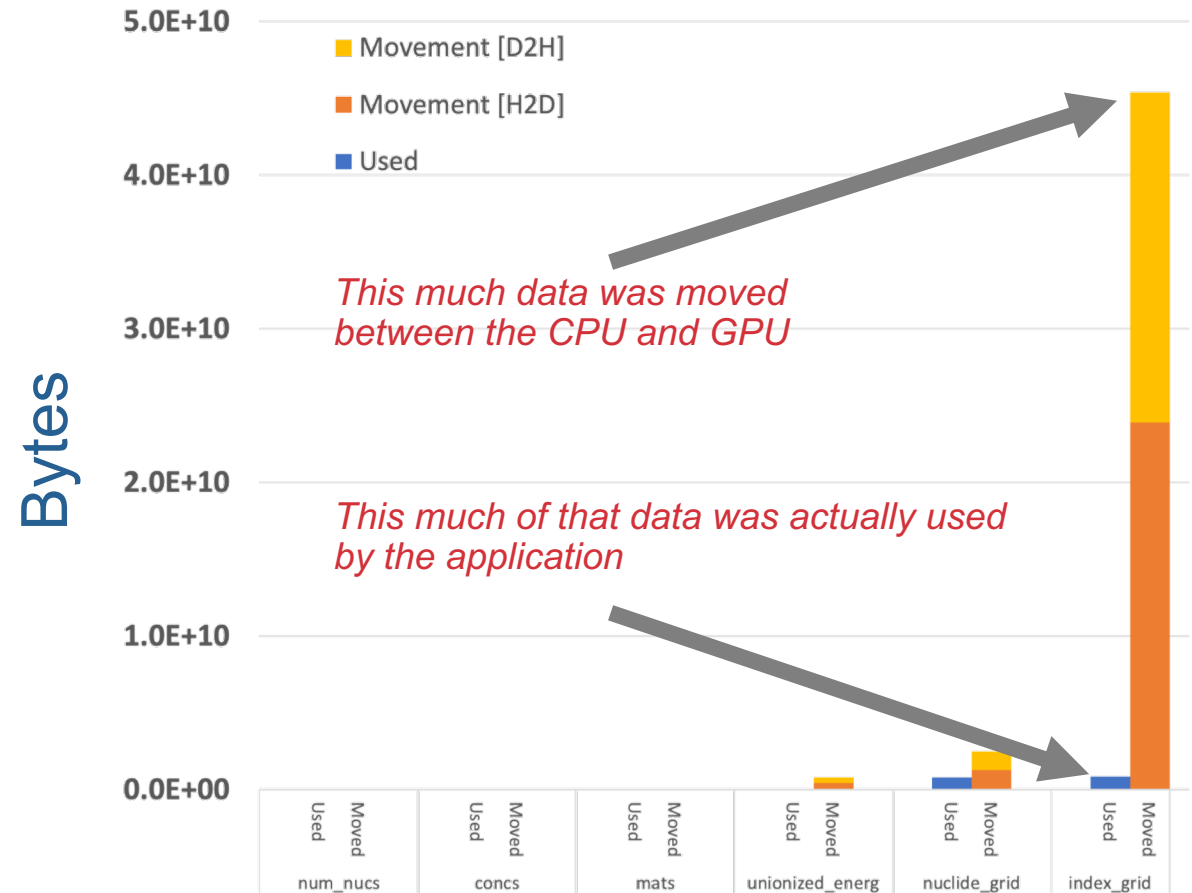 5.0E+10
Movement [D2H]
Movement [H2D]
Used
4.0E+10
This much data was moved
between the CPU and GPU
3.0E+10
Bytes
2.0E+10
This much of that data was actually used
by the application
1.0E+10
0.0E+00
Used Moved Used Moved Used Moved Used Moved Used Moved Used Moved
num_nucs concs mats unionized_energ nuclide_grid index_grid